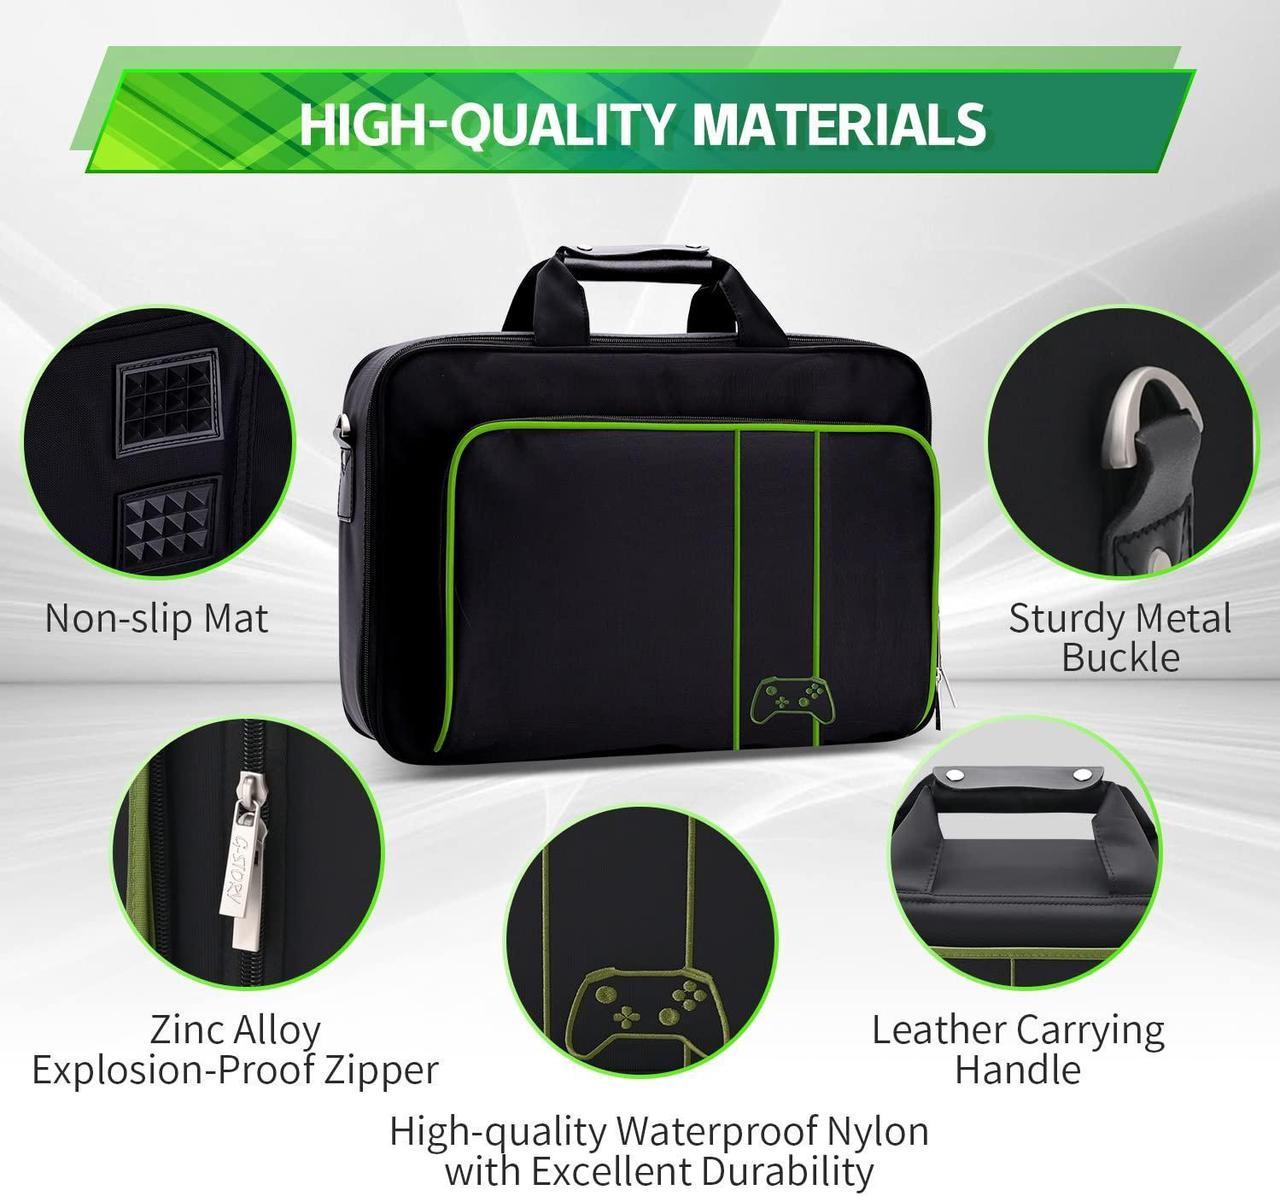 HIGH-QUALITY MATERIALS
Non-slip Mat
Sturdy Metal
Buckle
G-STORY
Zinc Alloy
Explosion-Proof Zipper
Leather Carrying
Handle
High-quality Waterproof Nylon
with Excellent Durability